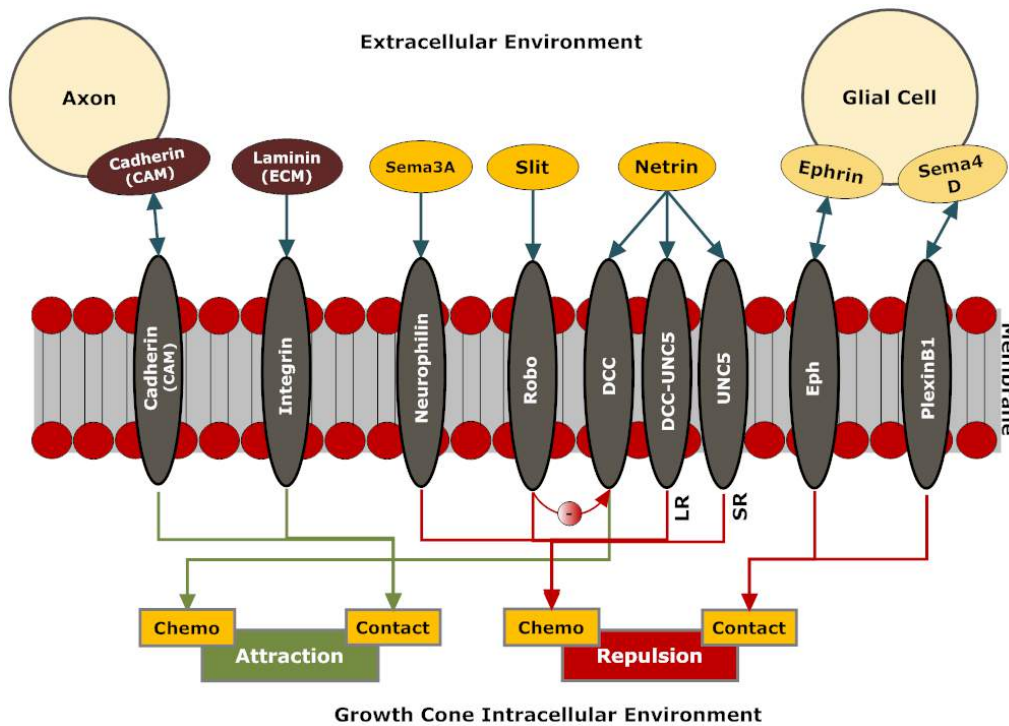 Extracellular Environment
Axon
Glial Cell
Cadherin
(CAM)
Laminin
(ECM)
Sema3A
Slit
Netrin
Ephrin
Sema4
D
Cadherin
(CAM)
Integrin
Neurophilin
Robo
DCC
DCC-UNC5
UNC5
Eph
PlexinB1
Membrane
-
LR
SR
Chemo
Contact
Attraction
Chemo
Contact
Repulsion
Growth Cone Intracellular Environment